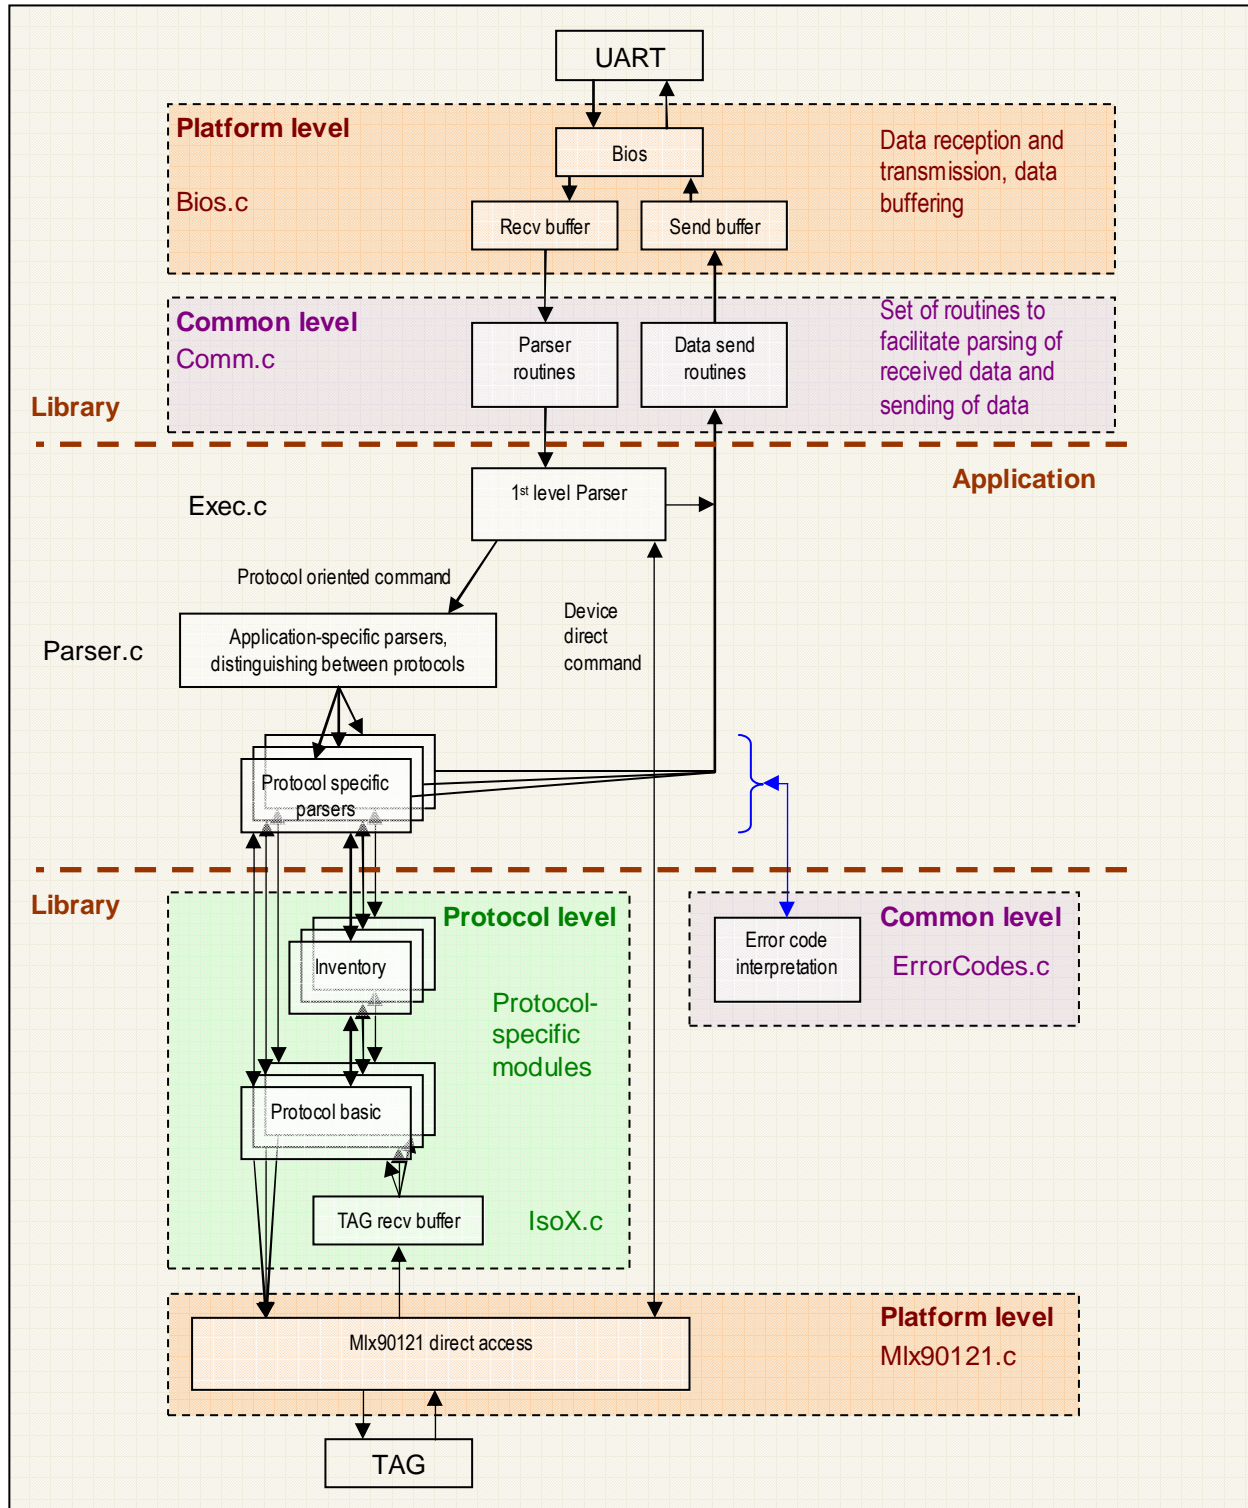 UART
Platform level
Bios.c
Bios
Recv buffer
Send buffer
Data reception and
transmission, data
buffering
Common level
Comm.c
Parser
routines
Data send
routines
Set of routines to
facilitate parsing of
received data and
sending of data
Library
Application
Exec.c
1st level Parser
Protocol oriented command
Device
direct
command
Parser.c
Application-specific parsers,
distinguishing between protocols
Protocol specific
parsers
Library
Protocol level
Inventory
Protocol-
specific
modules
Protocol basic
TAG recv buffer
IsoX.c
Common level
Error code
interpretation
ErrorCodes.c
Platform level
Mlx90121.c
Mlx90121 direct access
TAG